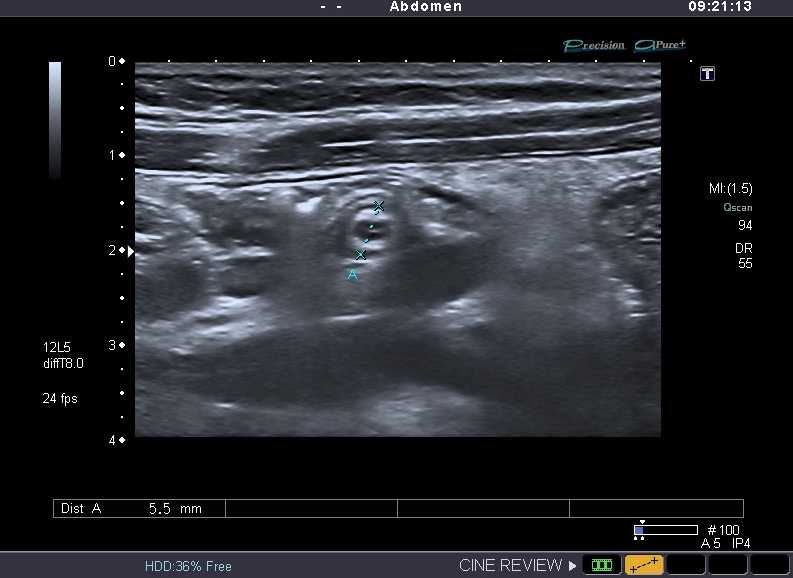 - - Abdomen 09:21:13
Precision APure+
T
0
1
2
3
4
MI:(1.5)
Qscan
94
DR
55
A
12L5
diffT8.0
24 fps
Dist A 5.5 mm
#100
A 5 IP4
HDD:36% Free
CINE REVIEW